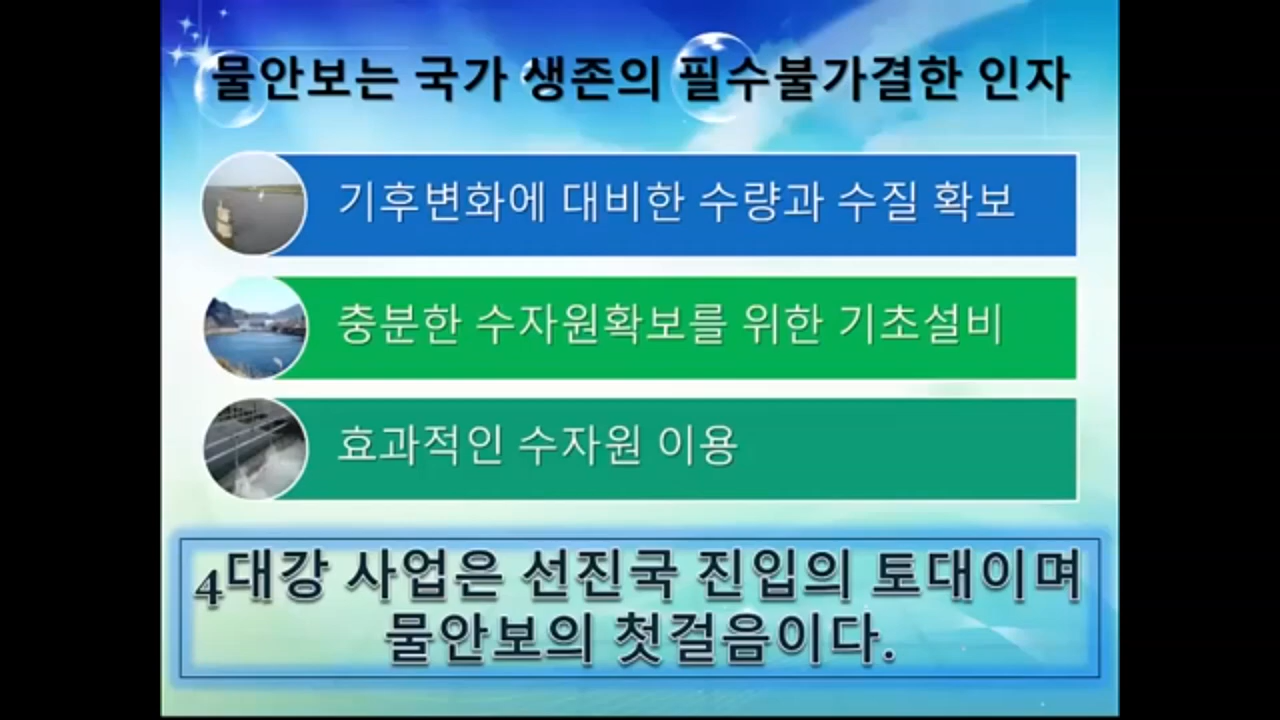 물안보는 국가 생존의 필수불가결한 인자
기후변화에 대비한 수량과 수질 확보
충분한 수자원확보를 위한 기초설비
효과적인 수자원 이용
4대강 사업은 선진국 진입의 토대이며
물안보의 첫걸음이다.